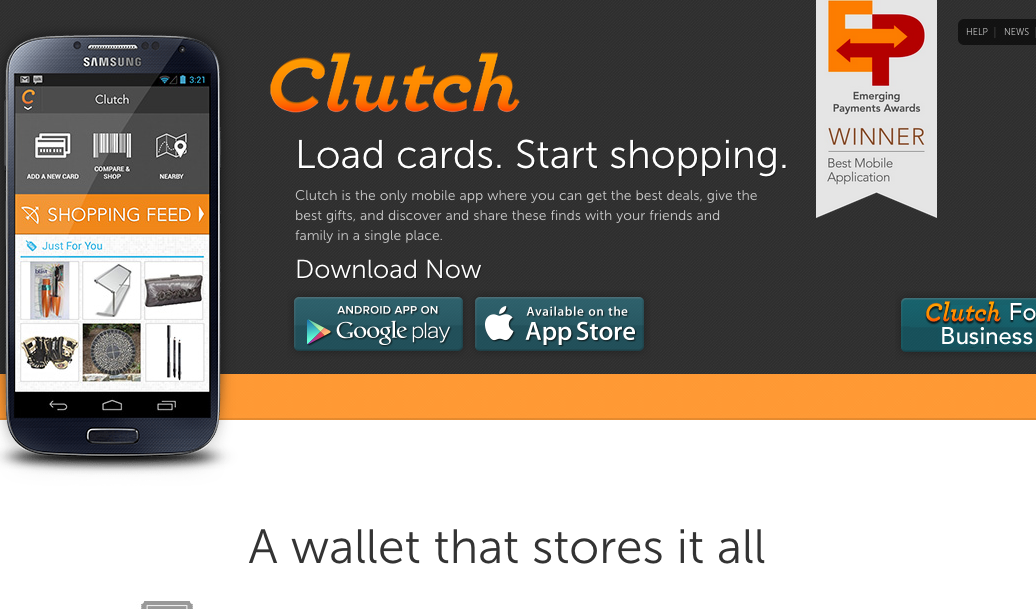 HELP | NEWS
SAMSUNG
3:21
Clutch
ADD A NEW CARD
COMPARE &
SHOP
NEARBY
SHOPPING FEED
Just For You
Clutch
Load cards. Start shopping.
Clutch is the only mobile app where you can get the best deals, give the
best gifts, and discover and share these finds with your friends and
family in a single place.
Download Now
ANDROID APP ON
Google play
Available on the
App Store
Emerging
Payments Awards
WINNER
Best Mobile
Application
Clutch Fo
Business
A wallet that stores it all